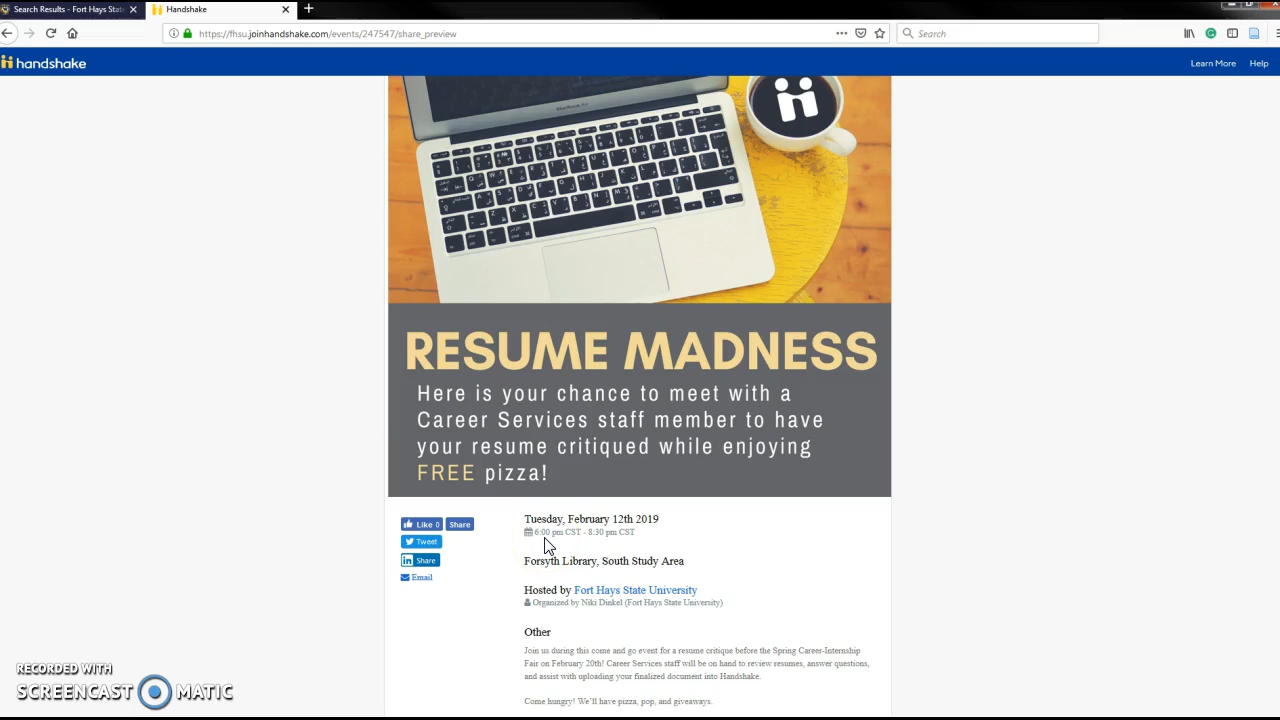 Search Results - Fort Hays State
Handshake
https://fhsu.joinhandshake.com/events/247547/share_preview
Search
handshake
Learn More
Help
MacBook Air
RESUME MADNESS
Here is your chance to meet with a
Career Services staff member to have
your resume critiqued while enjoying
FREE pizza!
Like 0
Share
Tweet
Share
Email
Tuesday, February 12th 2019
6:00 pm CST - 8:30 pm CST
Forsyth Library, South Study Area
Hosted by Fort Hays State University
Organized by Niki Dinkel (Fort Hays State University)
Other
Join us during this come and go event for a resume critique before the Spring Career-Internship
Fair on February 20th! Career Services staff will be on hand to review resumes, answer questions,
and assist with uploading your finalized document into Handshake.
Come hungry! We'll have pizza, pop, and giveaways.
RECORDED WITH
SCREENCAST MATIC